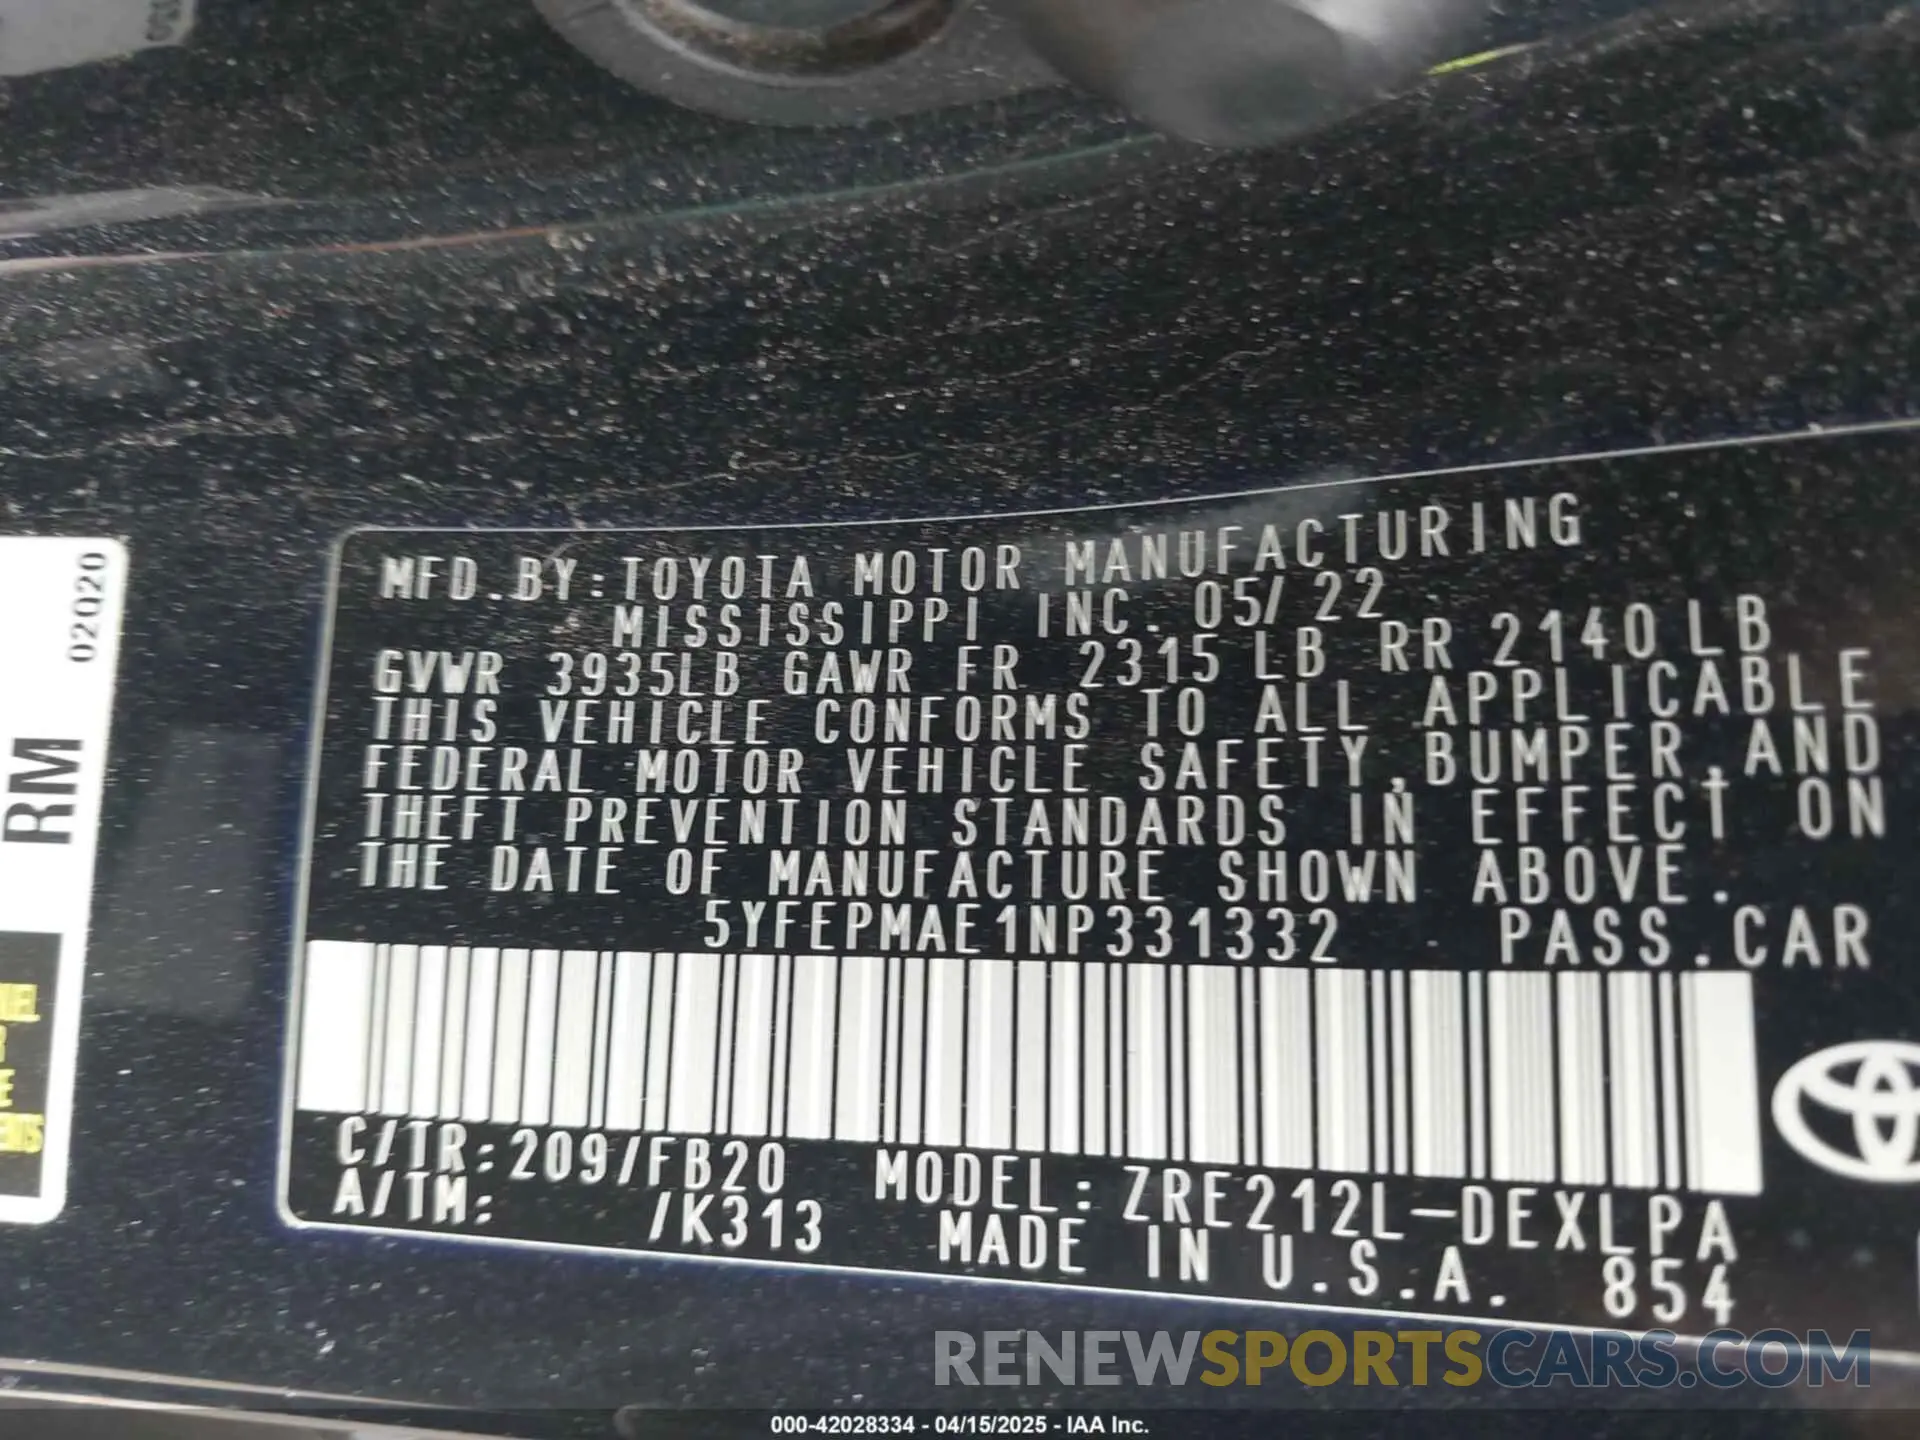 MFD.BY:TOYOTA MOTOR MANUFACTURING
MISSISSIPPI INC. 05/22
GVWR 3935LB GAWR FR 2315LB RR 2140LB
THIS VEHICLE CONFORMS TO ALL APPLICABLE
FEDERAL MOTOR VEHICLE SAFETY,BUMPER,AND
THEFT PREVENTION STANDARDS IN EFFECT ON
THE DATE OF MANUFACTURE SHOWN ABOVE.
5YFEPMAE1NP331332 PASS.CAR
C/TR:209/FB20 MODEL:ZRE212L-DEXLPA
A/TM: /K313 MADE IN U.S.A. 854
RM 02Q20
RENEWSPORTSCARS.COM
000-42028334 - 04/15/2025 - IAA Inc.